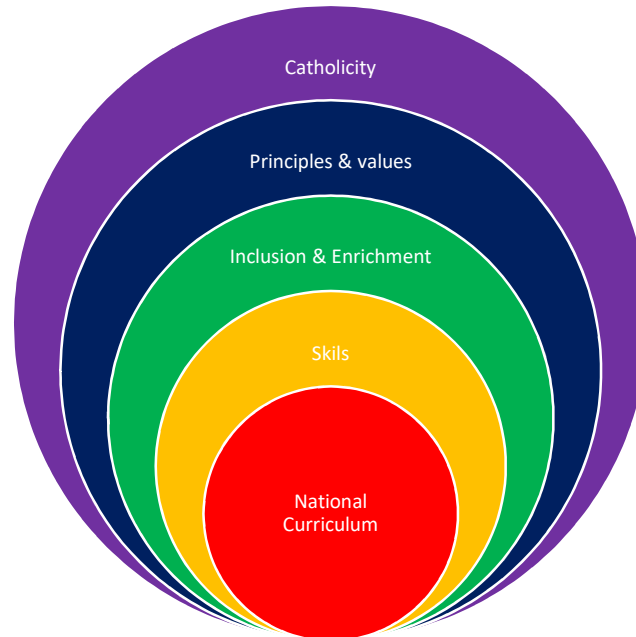 Catholicity
Principles & values
Inclusion & Enrichment
Skils
National
Curriculum